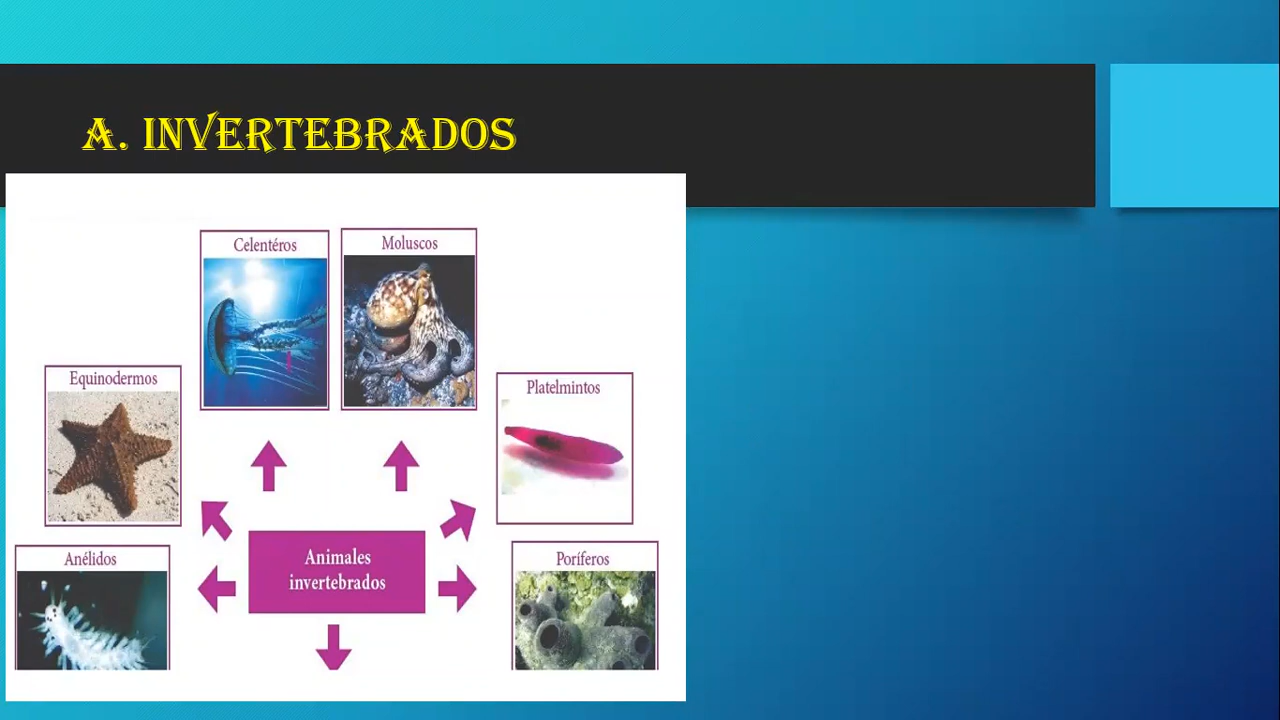 A. INVERTEBRADOS
Celentéros
Moluscos
Equinodermos
Platelmintos
Anélidos
Animales
invertebrados
Poríferos